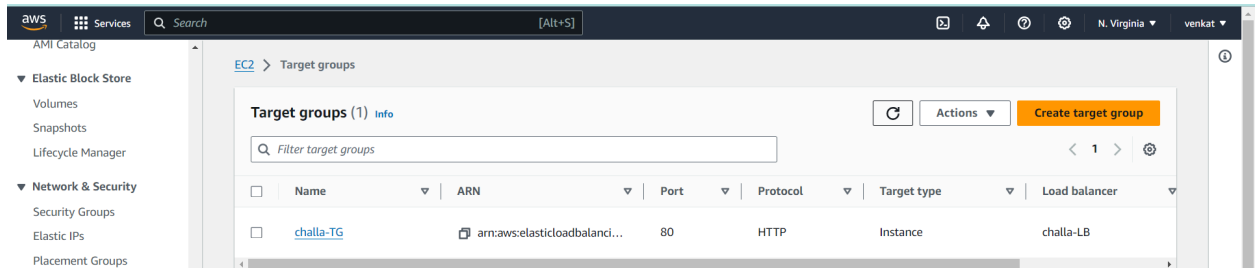 aws Services Search [Alt+S] N. Virginia venkat
AMI Catalog
Elastic Block Store
Volumes
Snapshots
Lifecycle Manager
Network & Security
Security Groups
Elastic IPs
Placement Groups
EC2 > Target groups
Target groups (1) Info Actions Create target group
Filter target groups 1
Name ARN Port Protocol Target type Load balancer
challa-TG arn:aws:elasticloadbalanci... 80 HTTP Instance challa-LB